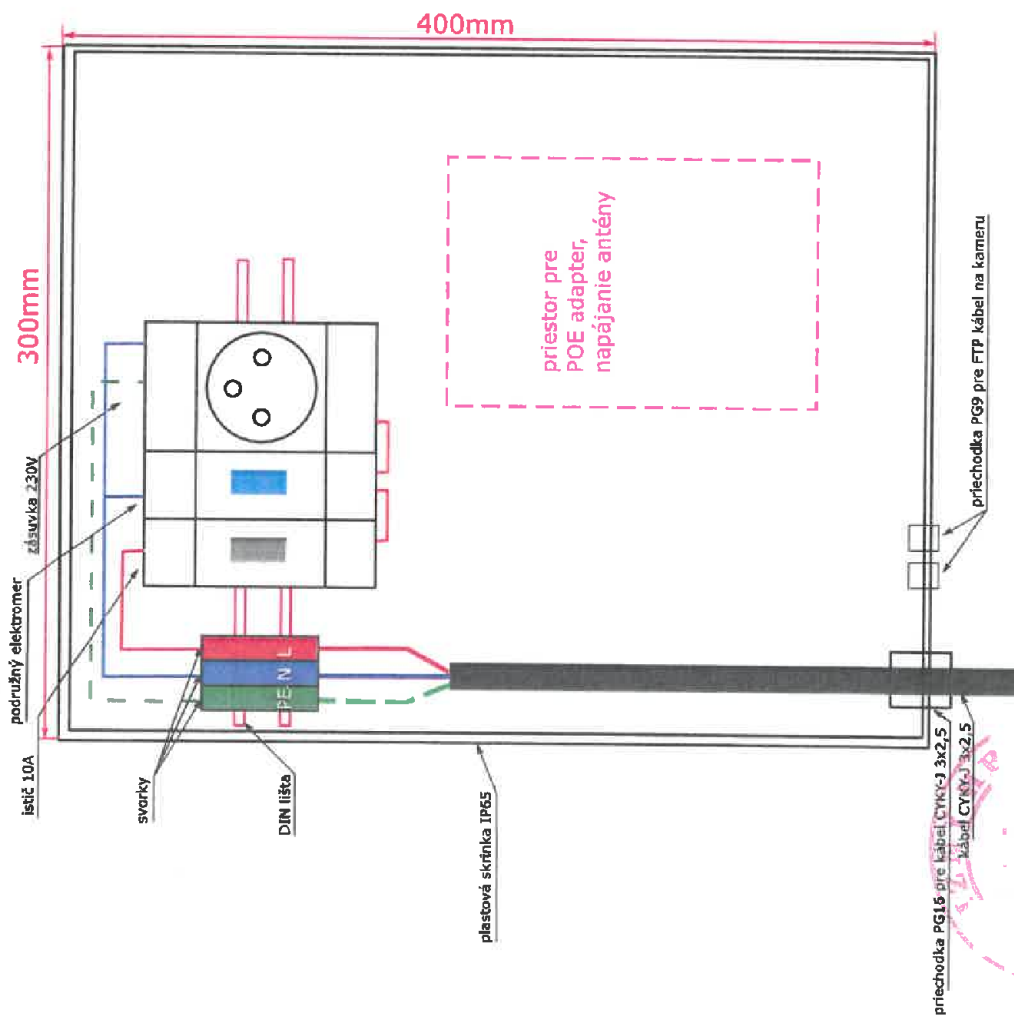 400mm
300mm
zásuvka 230V
podružný elektromer
istič 10A
svorky
DIN lišta
plastová skrinka IP65
priestor pre
POE adapter,
napájanie antény
PE N L
priechodka PG9 pre FTP kábel na kameru
priechodka PG16 pre kábel CYKY-J 3x2,5
kábel CYKY-J 3x2,5